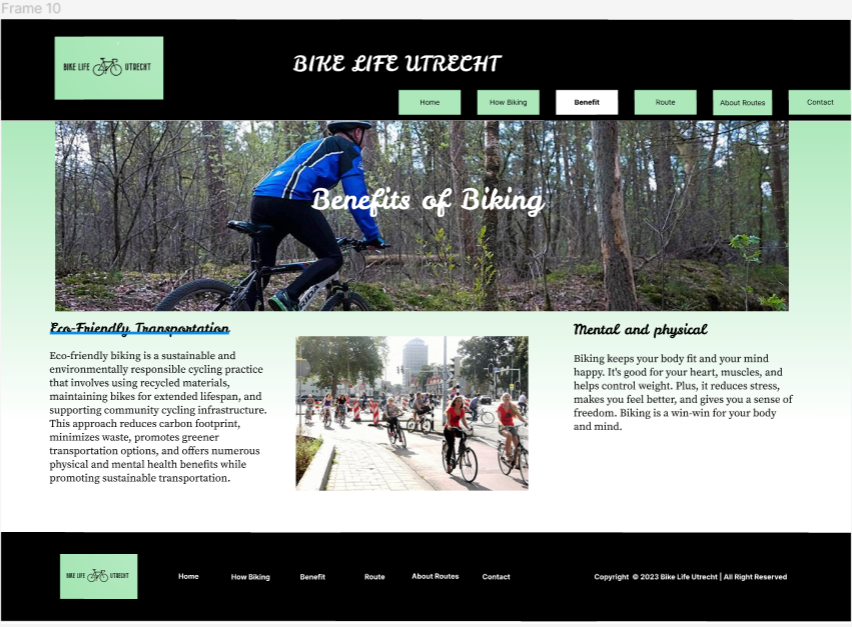 Frame 10
BIKE LIFE UTRECHT
BIKE LIFE UTRECHT
Home How Biking Benefit Route About Routes Contact
Benefits of Biking
Eco-Friendly Transportation
Eco-friendly biking is a sustainable and
environmentally responsible cycling practice
that involves using recycled materials,
maintaining bikes for extended lifespan, and
supporting community cycling infrastructure.
This approach reduces carbon footprint,
minimizes waste, promotes greener
transportation options, and offers numerous
physical and mental health benefits while
promoting sustainable transportation.
Mental and physical
Biking keeps your body fit and your mind
happy. It's good for your heart, muscles, and
helps control weight. Plus, it reduces stress,
makes you feel better, and gives you a sense of
freedom. Biking is a win-win for your body
and mind.
BIKE LIFE UTRECHT
Home How Biking Benefit Route About Routes Contact
Copyright © 2023 Bike Life Utrecht | All Right Reserved